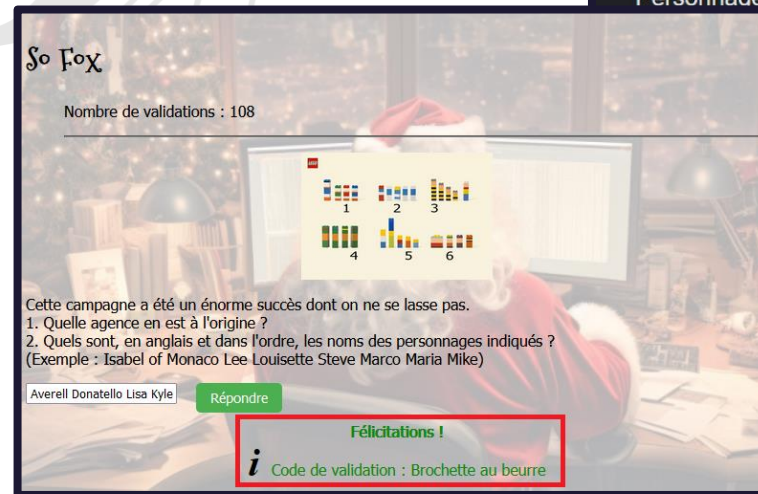 Personnage
So Fox
Nombre de validations : 108
LEGO
1 2 3
4 5 6
Cette campagne a été un énorme succès dont on ne se lasse pas.
1. Quelle agence en est à l'origine ?
2. Quels sont, en anglais et dans l'ordre, les noms des personnages indiqués ?
(Exemple : Isabel of Monaco Lee Louisette Steve Marco Maria Mike)
Averell Donatello Lisa Kyle
Répondre
Félicitations !
i Code de validation : Brochette au beurre